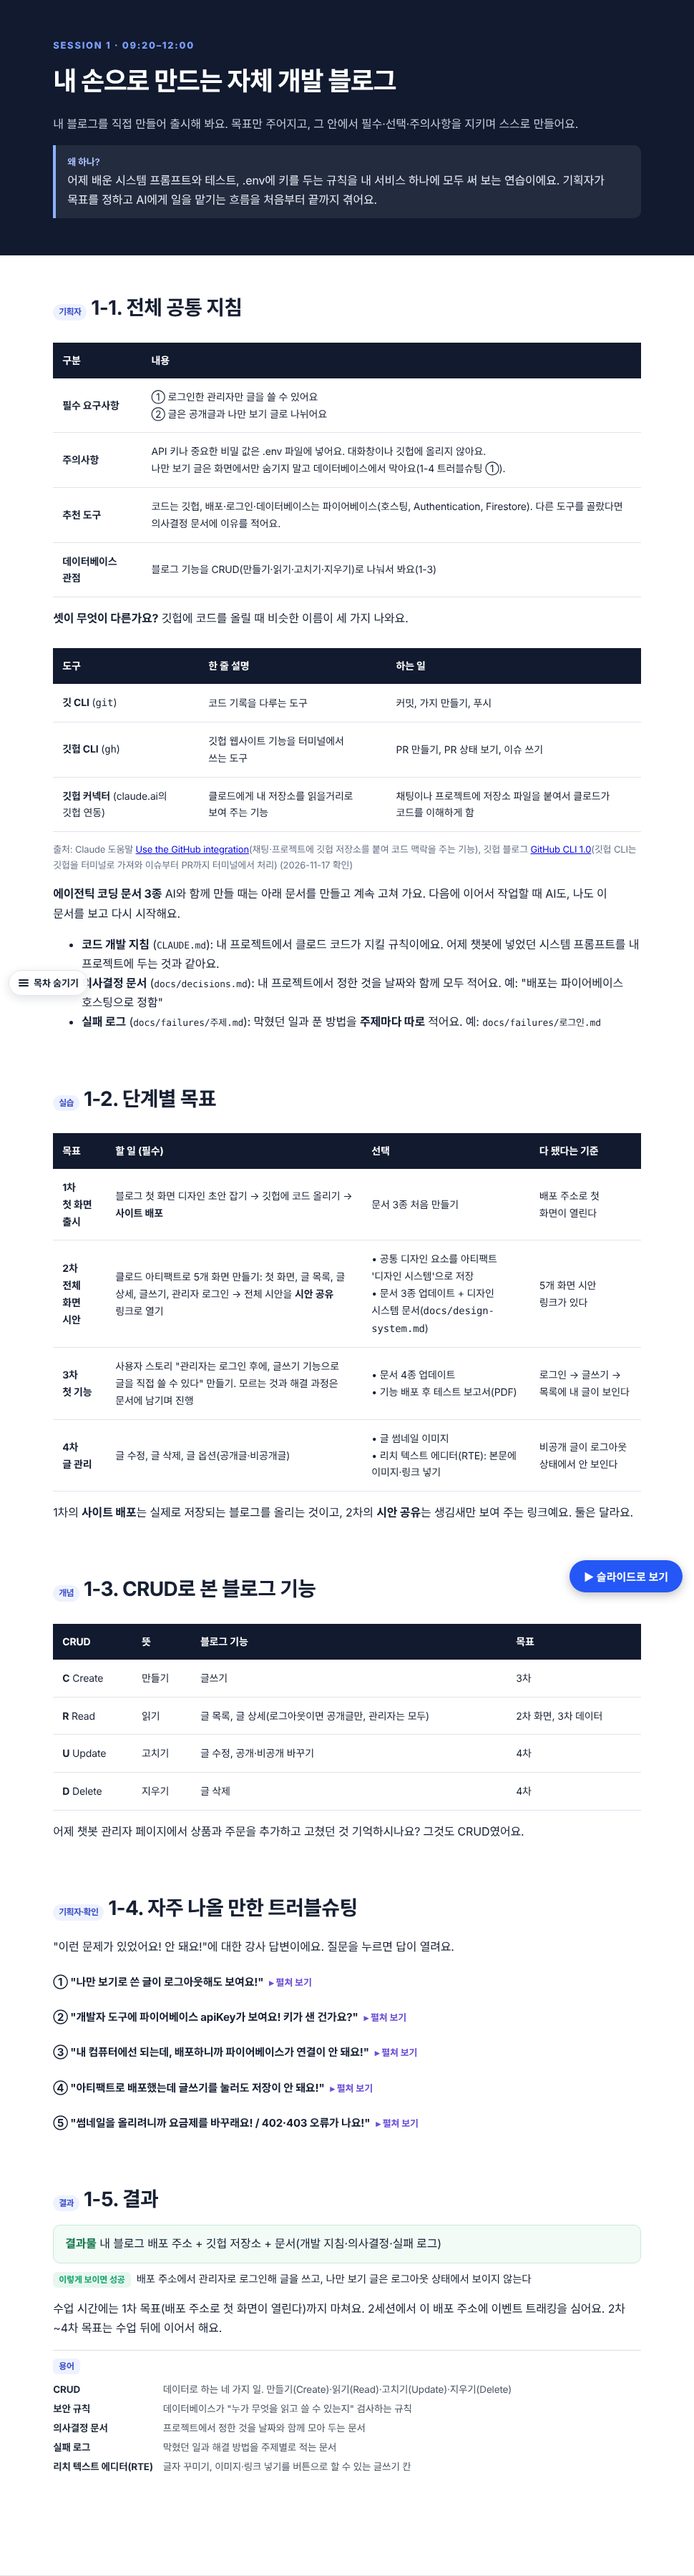 SESSION 1 · 09:20–12:00
내 손으로 만드는 자체 개발 블로그
내 블로그를 직접 만들어 출시해 봐요. 목표만 주어지고, 그 안에서 필수·선택·주의사항을 지키며 스스로 만들어요.
왜 하나?
어제 배운 시스템 프롬프트와 테스트, .env에 키를 두는 규칙을 내 서비스 하나에 모두 써 보는 연습이에요. 기획자가
목표를 정하고 AI에게 일을 맡기는 흐름을 처음부터 끝까지 겪어요.
기획자 1-1. 전체 공통 지침
구분 내용
필수 요구사항 ① 로그인한 관리자만 글을 쓸 수 있어요
② 글은 공개글과 나만 보기 글로 나뉘어요
주의사항 API 키나 중요한 비밀 값은 .env 파일에 넣어요. 대화창이나 깃헙에 올리지 않아요.
나만 보기 글은 화면에서만 숨기지 말고 데이터베이스에서 막아요(1-4 트러블슈팅 ①).
추천 도구 코드는 깃헙, 배포·로그인·데이터베이스는 파이어베이스(호스팅, Authentication, Firestore). 다른 도구를 골랐다면
의사결정 문서에 이유를 적어요.
데이터베이스
관점 블로그 기능을 CRUD(만들기·읽기·고치기·지우기)로 나눠서 봐요(1-3)
셋이 무엇이 다른가요? 깃헙에 코드를 올릴 때 비슷한 이름이 세 가지 나와요.
도구 한 줄 설명 하는 일
깃 CLI (git) 코드 기록을 다루는 도구 커밋, 가지 만들기, 푸시
깃헙 CLI (gh) 깃헙 웹사이트 기능을 터미널에서
쓰는 도구 PR 만들기, PR 상태 보기, 이슈 쓰기
깃헙 커넥터 (claude.ai의
깃헙 연동) 클로드에게 내 저장소를 읽을거리로
보여 주는 기능 채팅이나 프로젝트에 저장소 파일을 붙여서 클로드가
코드를 이해하게 함
출처: Claude 도움말 Use the GitHub integration(채팅·프로젝트에 깃헙 저장소를 붙여 코드 맥락을 주는 기능), 깃헙 블로그 GitHub CLI 1.0(깃헙 CLI는
깃헙을 터미널로 가져와 이슈부터 PR까지 터미널에서 처리) (2026-11-17 확인)
에이전틱 코딩 문서 3종 AI와 함께 만들 때는 아래 문서를 만들고 계속 고쳐 가요. 다음에 이어서 작업할 때 AI도, 나도 이
문서를 보고 다시 시작해요.
• 코드 개발 지침 (CLAUDE.md): 내 프로젝트에서 클로드 코드가 지킬 규칙이에요. 어제 챗봇에 넣었던 시스템 프롬프트를 내
프로젝트에 두는 것과 같아요.
목차 숨기기
의사결정 문서 (docs/decisions.md): 내 프로젝트에서 정한 것을 날짜와 함께 모두 적어요. 예: "배포는 파이어베이스
호스팅으로 정함"
• 실패 로그 (docs/failures/주제.md): 막혔던 일과 푼 방법을 주제마다 따로 적어요. 예: docs/failures/로그인.md
실습 1-2. 단계별 목표
목표 할 일 (필수) 선택 다 됐다는 기준
1차
첫 화면
출시 블로그 첫 화면 디자인 초안 잡기 → 깃헙에 코드 올리기 →
사이트 배포 문서 3종 처음 만들기 배포 주소로 첫
화면이 열린다
2차
전체
화면
시안 클로드 아티팩트로 5개 화면 만들기: 첫 화면, 글 목록, 글
상세, 글쓰기, 관리자 로그인 → 전체 시안을 시안 공유
링크로 열기 • 공통 디자인 요소를 아티팩트
'디자인 시스템'으로 저장
• 문서 3종 업데이트 + 디자인
시스템 문서(docs/design-
system.md) 5개 화면 시안
링크가 있다
3차
첫 기능 사용자 스토리 "관리자는 로그인 후에, 글쓰기 기능으로
글을 직접 쓸 수 있다" 만들기. 모르는 것과 해결 과정은
문서에 남기며 진행 • 문서 4종 업데이트
• 기능 배포 후 테스트 보고서(PDF) 로그인 → 글쓰기 →
목록에 내 글이 보인다
4차
글 관리 글 수정, 글 삭제, 글 옵션(공개글·비공개글) • 글 썸네일 이미지
• 리치 텍스트 에디터(RTE): 본문에
이미지·링크 넣기 비공개 글이 로그아웃
상태에서 안 보인다
1차의 사이트 배포는 실제로 저장되는 블로그를 올리는 것이고, 2차의 시안 공유는 생김새만 보여 주는 링크예요. 둘은 달라요.
▶ 슬라이드로 보기
개념 1-3. CRUD로 본 블로그 기능
CRUD 뜻 블로그 기능 목표
C Create 만들기 글쓰기 3차
R Read 읽기 글 목록, 글 상세(로그아웃이면 공개글만, 관리자는 모두) 2차 화면, 3차 데이터
U Update 고치기 글 수정, 공개·비공개 바꾸기 4차
D Delete 지우기 글 삭제 4차
어제 챗봇 관리자 페이지에서 상품과 주문을 추가하고 고쳤던 것 기억하시나요? 그것도 CRUD였어요.
기획자·확인 1-4. 자주 나올 만한 트러블슈팅
"이런 문제가 있었어요! 안 돼요!"에 대한 강사 답변이에요. 질문을 누르면 답이 열려요.
① "나만 보기로 쓴 글이 로그아웃해도 보여요!" ▸ 펼쳐 보기
② "개발자 도구에 파이어베이스 apiKey가 보여요! 키가 샌 건가요?" ▸ 펼쳐 보기
③ "내 컴퓨터에선 되는데, 배포하니까 파이어베이스가 연결이 안 돼요!" ▸ 펼쳐 보기
④ "아티팩트로 배포했는데 글쓰기를 눌러도 저장이 안 돼요!" ▸ 펼쳐 보기
⑤ "썸네일을 올리려니까 요금제를 바꾸래요! / 402·403 오류가 나요!" ▸ 펼쳐 보기
결과 1-5. 결과
결과물 내 블로그 배포 주소 + 깃헙 저장소 + 문서(개발 지침·의사결정·실패 로그)
이렇게 보이면 성공 배포 주소에서 관리자로 로그인해 글을 쓰고, 나만 보기 글은 로그아웃 상태에서 보이지 않는다
수업 시간에는 1차 목표(배포 주소로 첫 화면이 열린다)까지 마쳐요. 2세션에서 이 배포 주소에 이벤트 트래킹을 심어요. 2차
~4차 목표는 수업 뒤에 이어서 해요.
용어
CRUD 데이터로 하는 네 가지 일. 만들기(Create)·읽기(Read)·고치기(Update)·지우기(Delete)
보안 규칙 데이터베이스가 "누가 무엇을 읽고 쓸 수 있는지" 검사하는 규칙
의사결정 문서 프로젝트에서 정한 것을 날짜와 함께 모아 두는 문서
실패 로그 막혔던 일과 해결 방법을 주제별로 적는 문서
리치 텍스트 에디터(RTE) 글자 꾸미기, 이미지·링크 넣기를 버튼으로 할 수 있는 글쓰기 칸